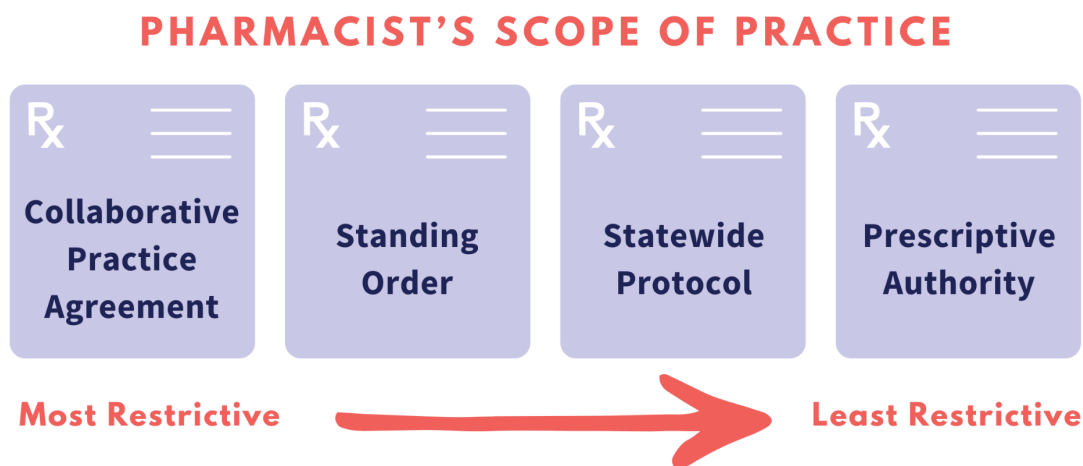 PHARMACIST’S SCOPE OF PRACTICE
Rx
Collaborative
Practice
Agreement
Rx
Standing
Order
Rx
Statewide
Protocol
Rx
Prescriptive
Authority
Most Restrictive
Least Restrictive